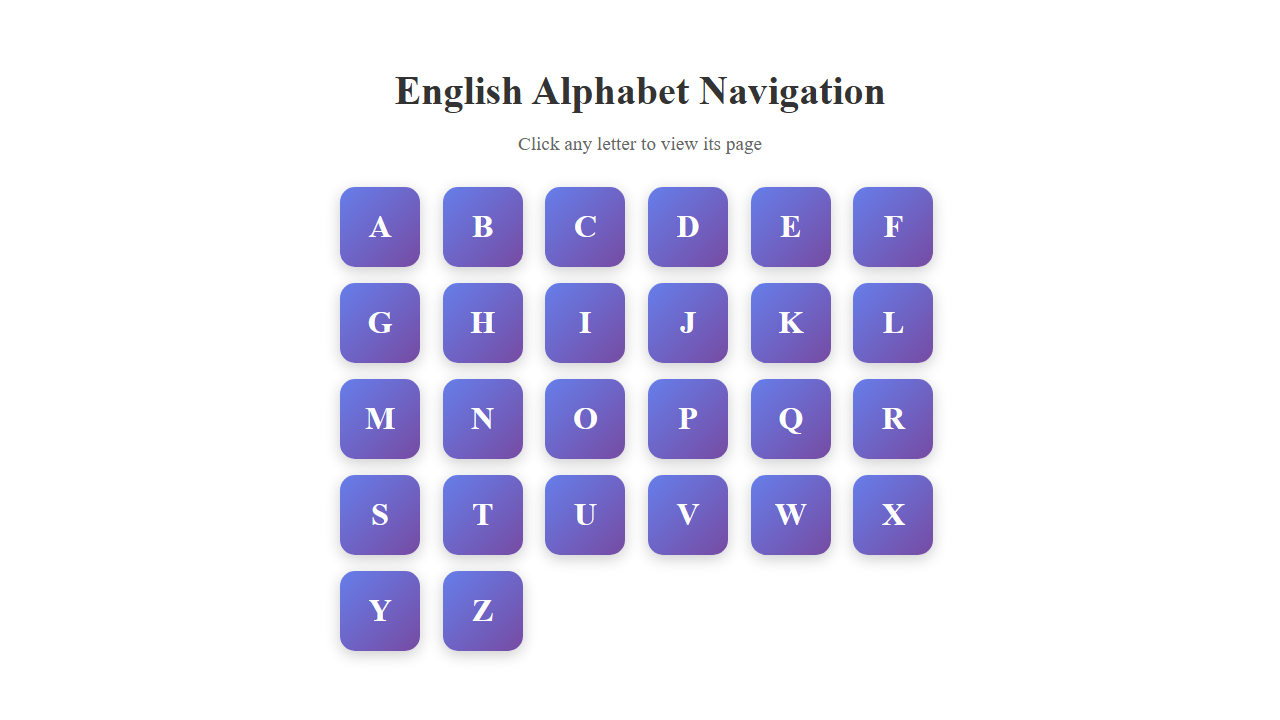 English Alphabet Navigation
Click any letter to view its page
A B C D E F
G H I J K L
M N O P Q R
S T U V W X
Y Z